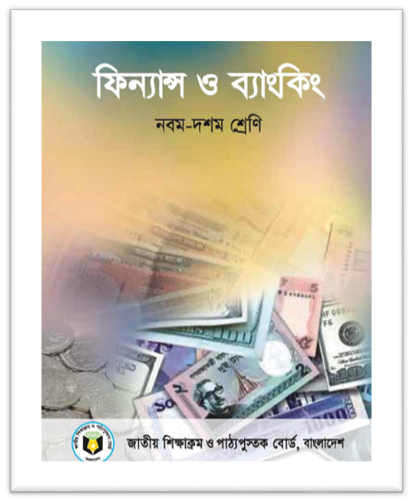 ফিন্যান্স ও ব্যাংকিং
নবম-দশম শ্রেণি
জাতীয় শিক্ষাক্রম ও পাঠ্যপুস্তক বোর্ড, বাংলাদেশ